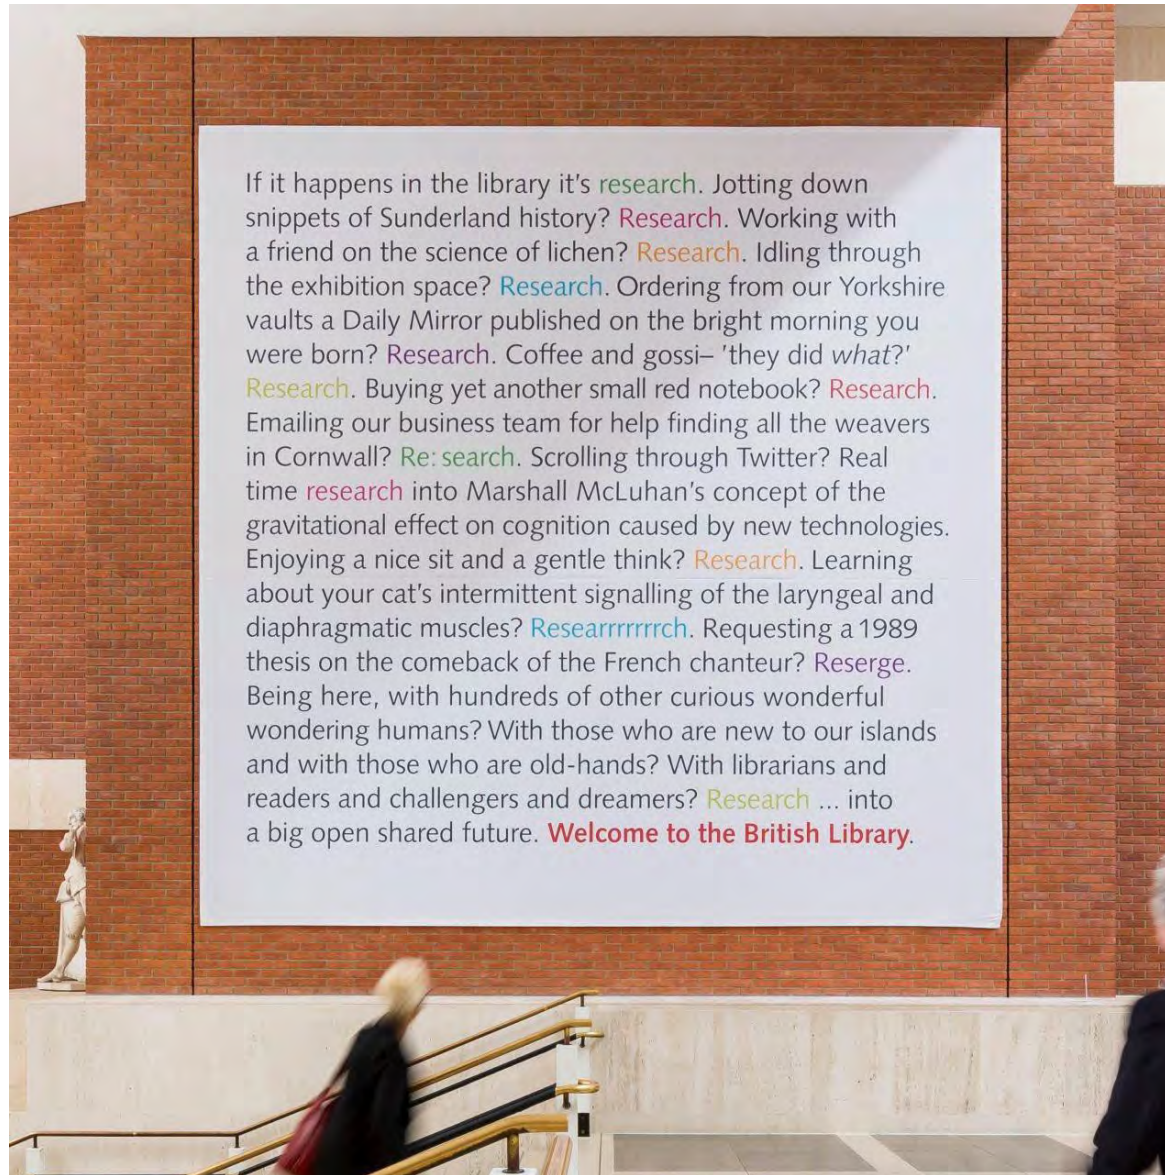 If it happens in the library it's research. Jotting down
snippets of Sunderland history? Research. Working with
a friend on the science of lichen? Research. Idling through
the exhibition space? Research. Ordering from our Yorkshire
vaults a Daily Mirror published on the bright morning you
were born? Research. Coffee and gossi– 'they did what?'
Research. Buying yet another small red notebook? Research.
Emailing our business team for help finding all the weavers
in Cornwall? Re: search. Scrolling through Twitter? Real
time research into Marshall McLuhan's concept of the
gravitational effect on cognition caused by new technologies.
Enjoying a nice sit and a gentle think? Research. Learning
about your cat's intermittent signalling of the laryngeal and
diaphragmatic muscles? Researrrrrrrch. Requesting a 1989
thesis on the comeback of the French chanteur? Reserge.
Being here, with hundreds of other curious wonderful
wondering humans? With those who are new to our islands
and with those who are old-hands? With librarians and
readers and challengers and dreamers? Research ... into
a big open shared future. Welcome to the British Library.